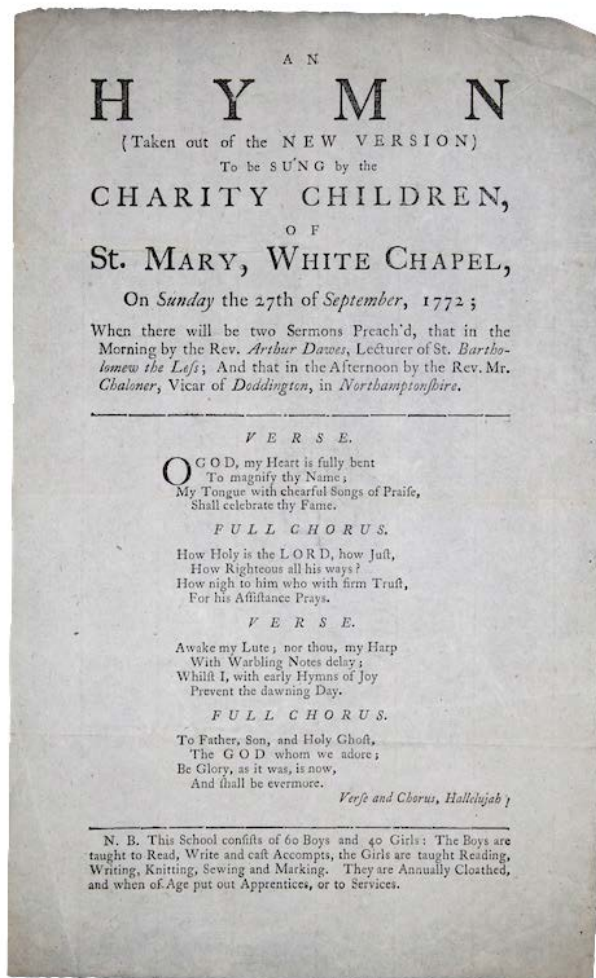 A N
H Y M N
(Taken out of the NEW VERSION)
To be SUNG by the
CHARITY CHILDREN,
O F
St. MARY, WHITE CHAPEL,
On Sunday the 27th of September, 1772;
When there will be two Sermons Preach'd, that in the
Morning by the Rev. Arthur Dawes, Lecturer of St. Bartho-
lomew the Leſs; And that in the Afternoon by the Rev. Mr.
Chaloner, Vicar of Doddington, in Northamptonſhire.
V E R S E.
O G O D, my Heart is fully bent
To magnify thy Name;
My Tongue with chearful Songs of Praiſe,
Shall celebrate thy Fame.
F U L L C H O R U S.
How Holy is the L O R D, how Juſt,
How Righteous all his ways?
How nigh to him who with firm Truſt,
For his Aſſiſtance Prays.
V E R S E.
Awake my Lute; nor thou, my Harp
With Warbling Notes delay;
Whilſt I, with early Hymns of Joy
Prevent the dawning Day.
F U L L C H O R U S.
To Father, Son, and Holy Ghoſt,
The G O D whom we adore;
Be Glory, as it was, is now,
And ſhall be evermore.
Verſe and Chorus, Hallelujah!
N. B. This School conſiſts of 60 Boys and 40 Girls: The Boys are
taught to Read, Write and caſt Accompts, the Girls are taught Reading,
Writing, Knitting, Sewing and Marking. They are Annually Cloathed,
and when of Age put out Apprentices, or to Services.